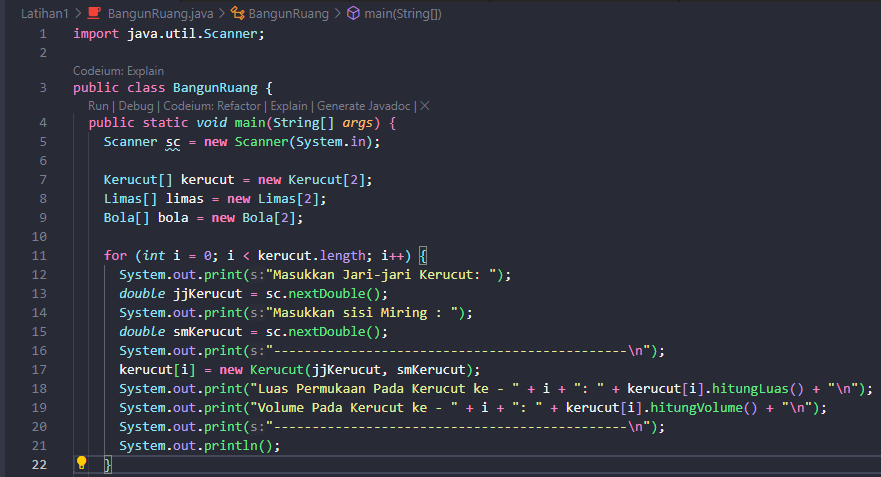 Latihan1 > BangunRuang.java > BangunRuang > main(String[])
1 import java.util.Scanner;
2
Codeium: Explain
3 public class BangunRuang {
Run | Debug | Codeium: Refactor | Explain | Generate Javadoc | ×
4 public static void main(String[] args) {
5 Scanner sc = new Scanner(System.in);
6
7 Kerucut[] kerucut = new Kerucut[2];
8 Limas[] limas = new Limas[2];
9 Bola[] bola = new Bola[2];
10
11 for (int i = 0; i < kerucut.length; i++) {
12 System.out.print(s:"Masukkan Jari-jari Kerucut: ");
13 double jjKerucut = sc.nextDouble();
14 System.out.print(s:"Masukkan sisi Miring : ");
15 double smKerucut = sc.nextDouble();
16 System.out.print(s:"----------------------------------------------\n");
17 kerucut[i] = new Kerucut(jjKerucut, smKerucut);
18 System.out.print("Luas Permukaan Pada Kerucut ke - " + i + ": " + kerucut[i].hitungLuas() + "\n");
19 System.out.print("Volume Pada Kerucut ke - " + i + ": " + kerucut[i].hitungVolume() + "\n");
20 System.out.print(s:"----------------------------------------------\n");
21 System.out.println();
22 }